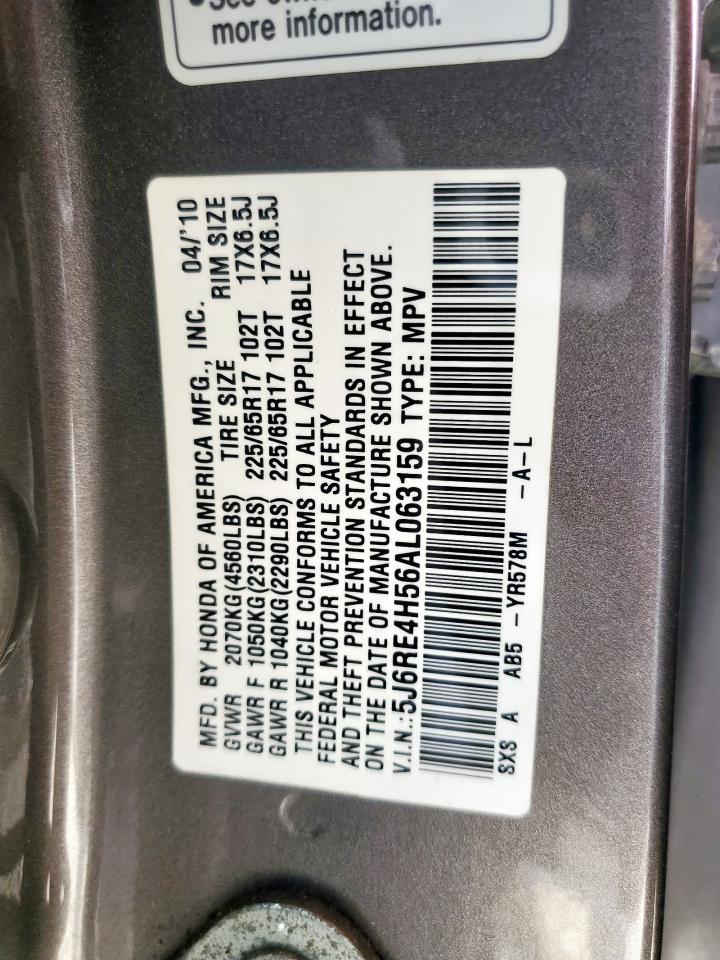 more information.
MFD. BY HONDA OF AMERICA MFG., INC. 04/'10
GVWR 2070KG(4560LBS) TIRE SIZE RIM SIZE
GAWR F 1050KG(2310LBS) 225/65R17 102T 17X6.5J
GAWR R 1040KG(2290LBS) 225/65R17 102T 17X6.5J
THIS VEHICLE CONFORMS TO ALL APPLICABLE
FEDERAL MOTOR VEHICLE SAFETY
AND THEFT PREVENTION STANDARDS IN EFFECT
ON THE DATE OF MANUFACTURE SHOWN ABOVE.
V.I.N.:5J6RE4H56AL063159 TYPE: MPV
SXS A AB5 -YR578M -A-L